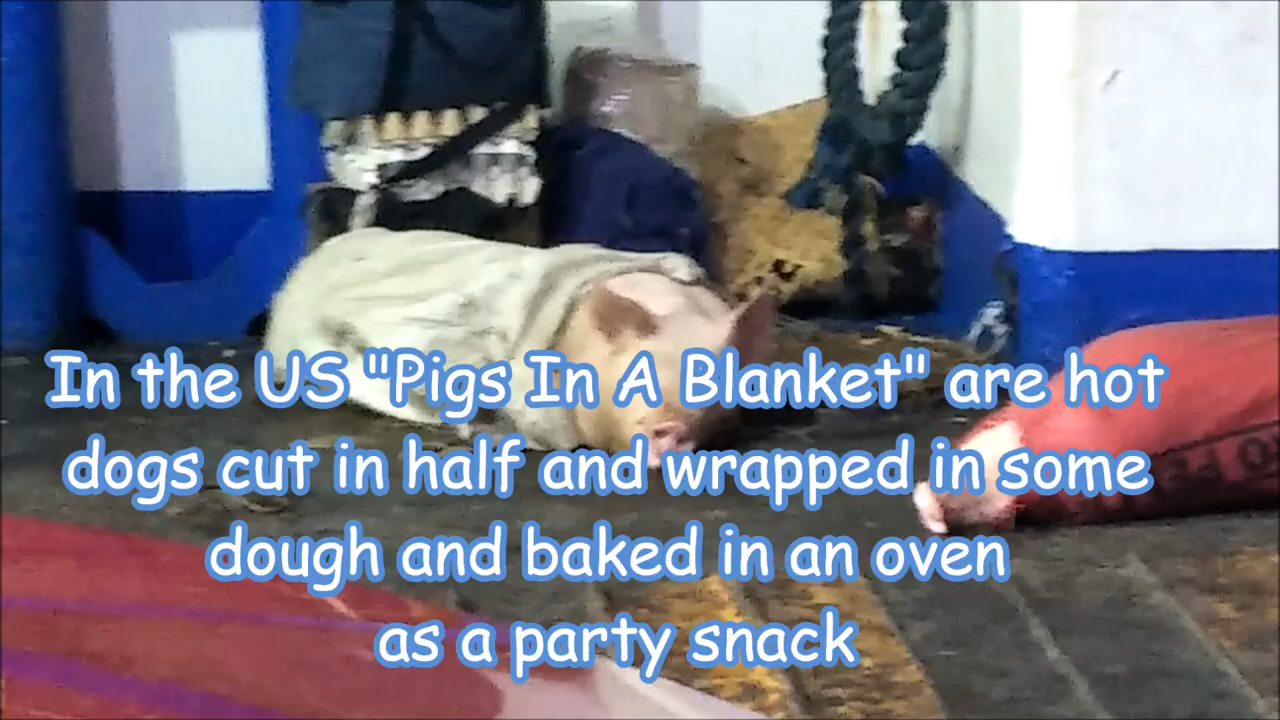 In the US "Pigs In A Blanket" are hot
dogs cut in half and wrapped in some
dough and baked in an oven
as a party snack